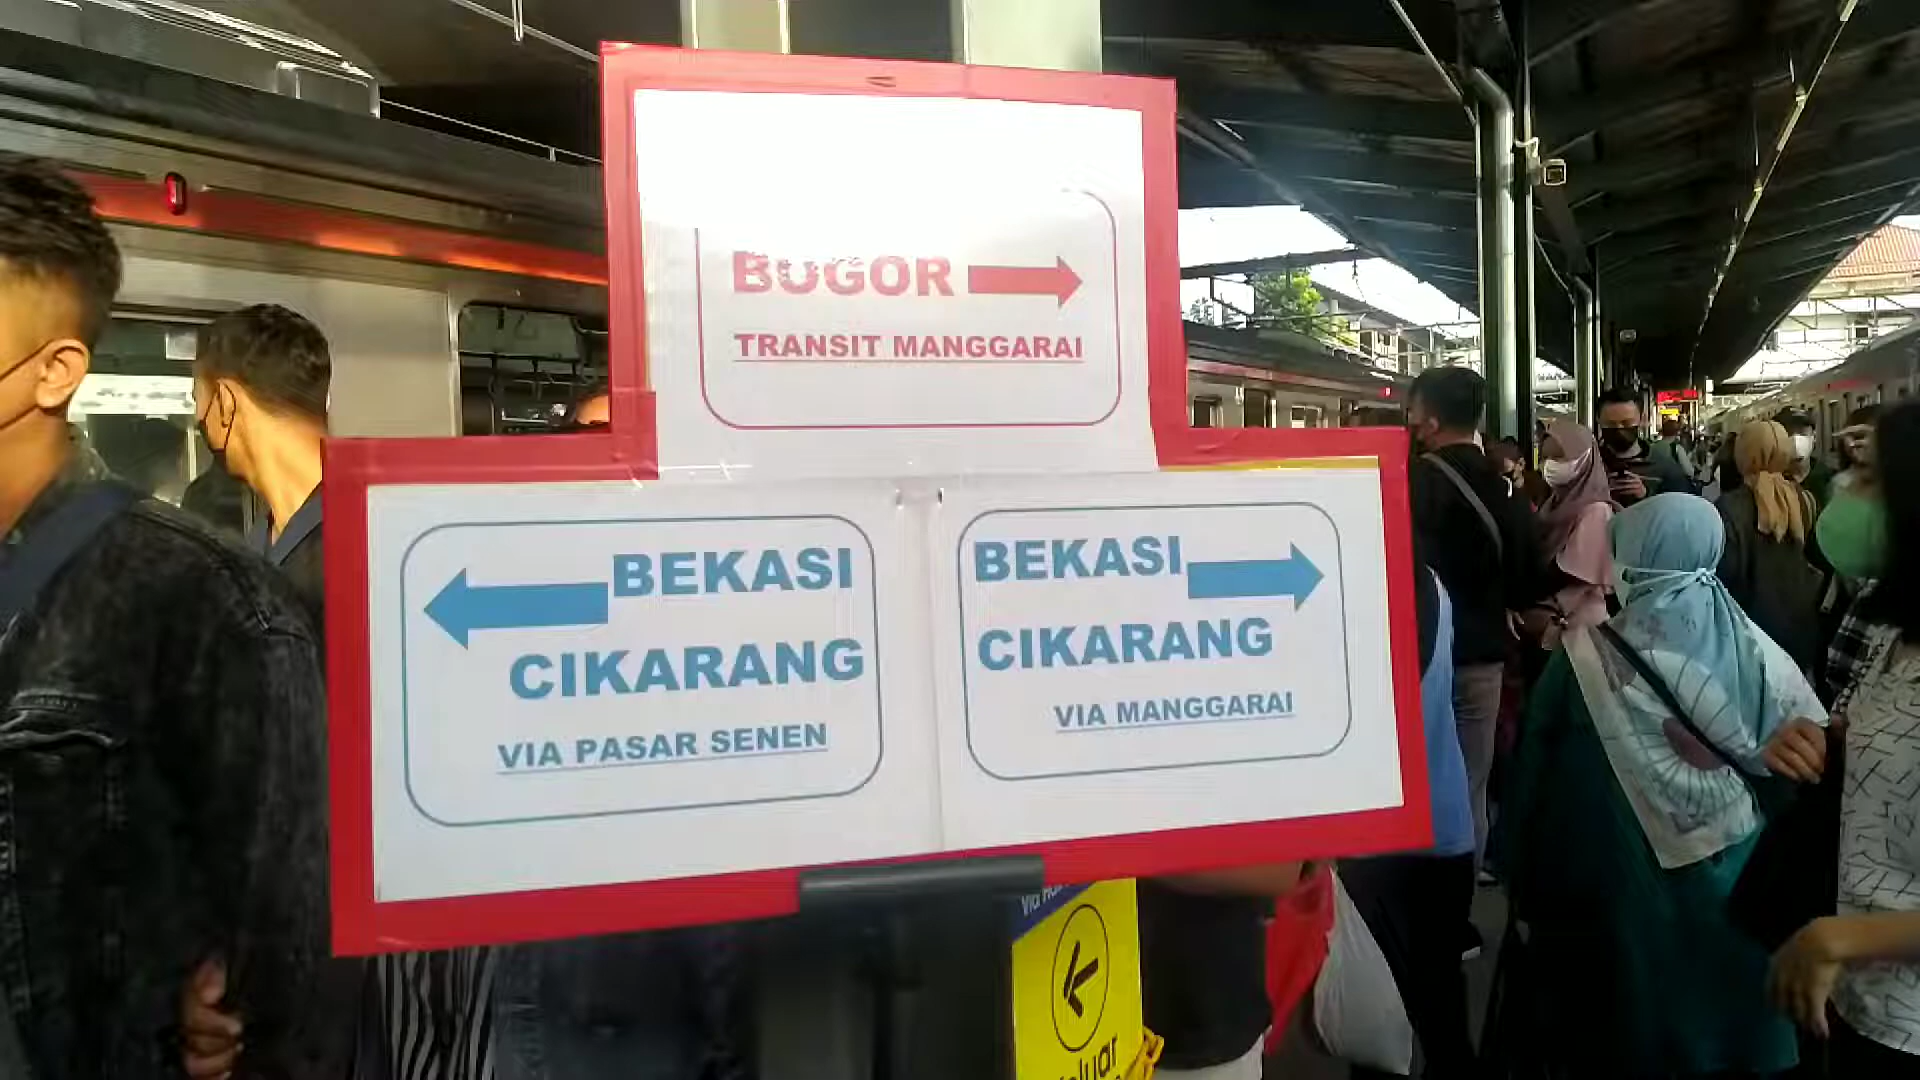 BOGOR
TRANSIT MANGGARAI
BEKASI
CIKARANG
VIA PASAR SENEN
BEKASI
CIKARANG
VIA MANGGARAI